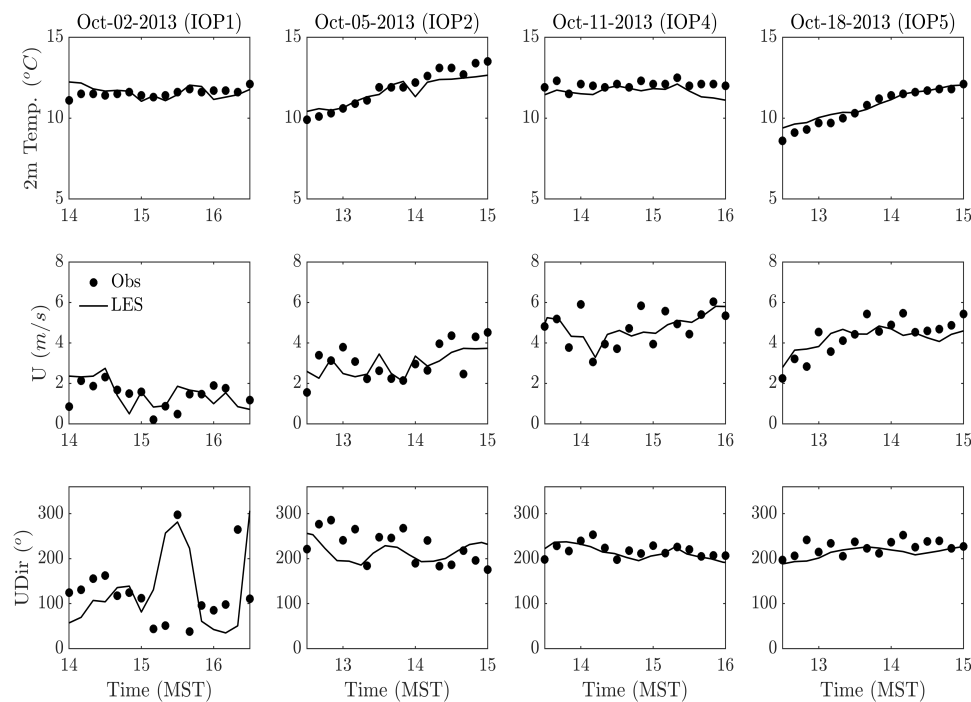 Oct-02-2013 (IOP1) Oct-05-2013 (IOP2) Oct-11-2013 (IOP4) Oct-18-2013 (IOP5)
2m Temp. (°C)
15 15 15 15
10 10 10 10
5 5 5 5
14 15 16 13 14 15 14 15 16 13 14 15
U (m/s)
8 8 8 8
6 6 6 6
Obs
LES
4 4 4 4
2 2 2 2
0 0 0 0
14 15 16 13 14 15 14 15 16 13 14 15
UDir (°)
300 300 300 300
200 200 200 200
100 100 100 100
0 0 0 0
14 15 16 13 14 15 14 15 16 13 14 15
Time (MST) Time (MST) Time (MST) Time (MST)